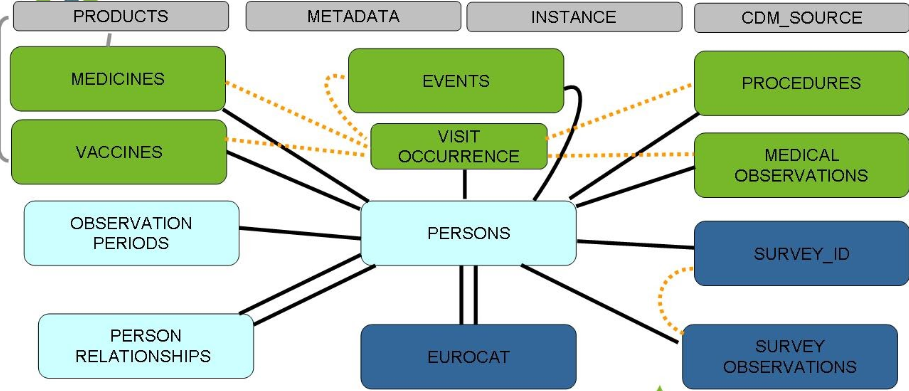 PRODUCTS
METADATA
INSTANCE
CDM_SOURCE
MEDICINES
EVENTS
PROCEDURES
VACCINES
VISIT
OCCURRENCE
MEDICAL
OBSERVATIONS
OBSERVATION
PERIODS
PERSONS
SURVEY_ID
PERSON
RELATIONSHIPS
EUROCAT
SURVEY
OBSERVATIONS